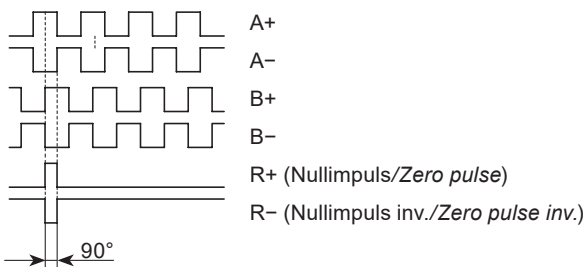 A+
A−
B+
B−
R+ (Nullimpuls/Zero pulse)
R− (Nullimpuls inv./Zero pulse inv.)
90°